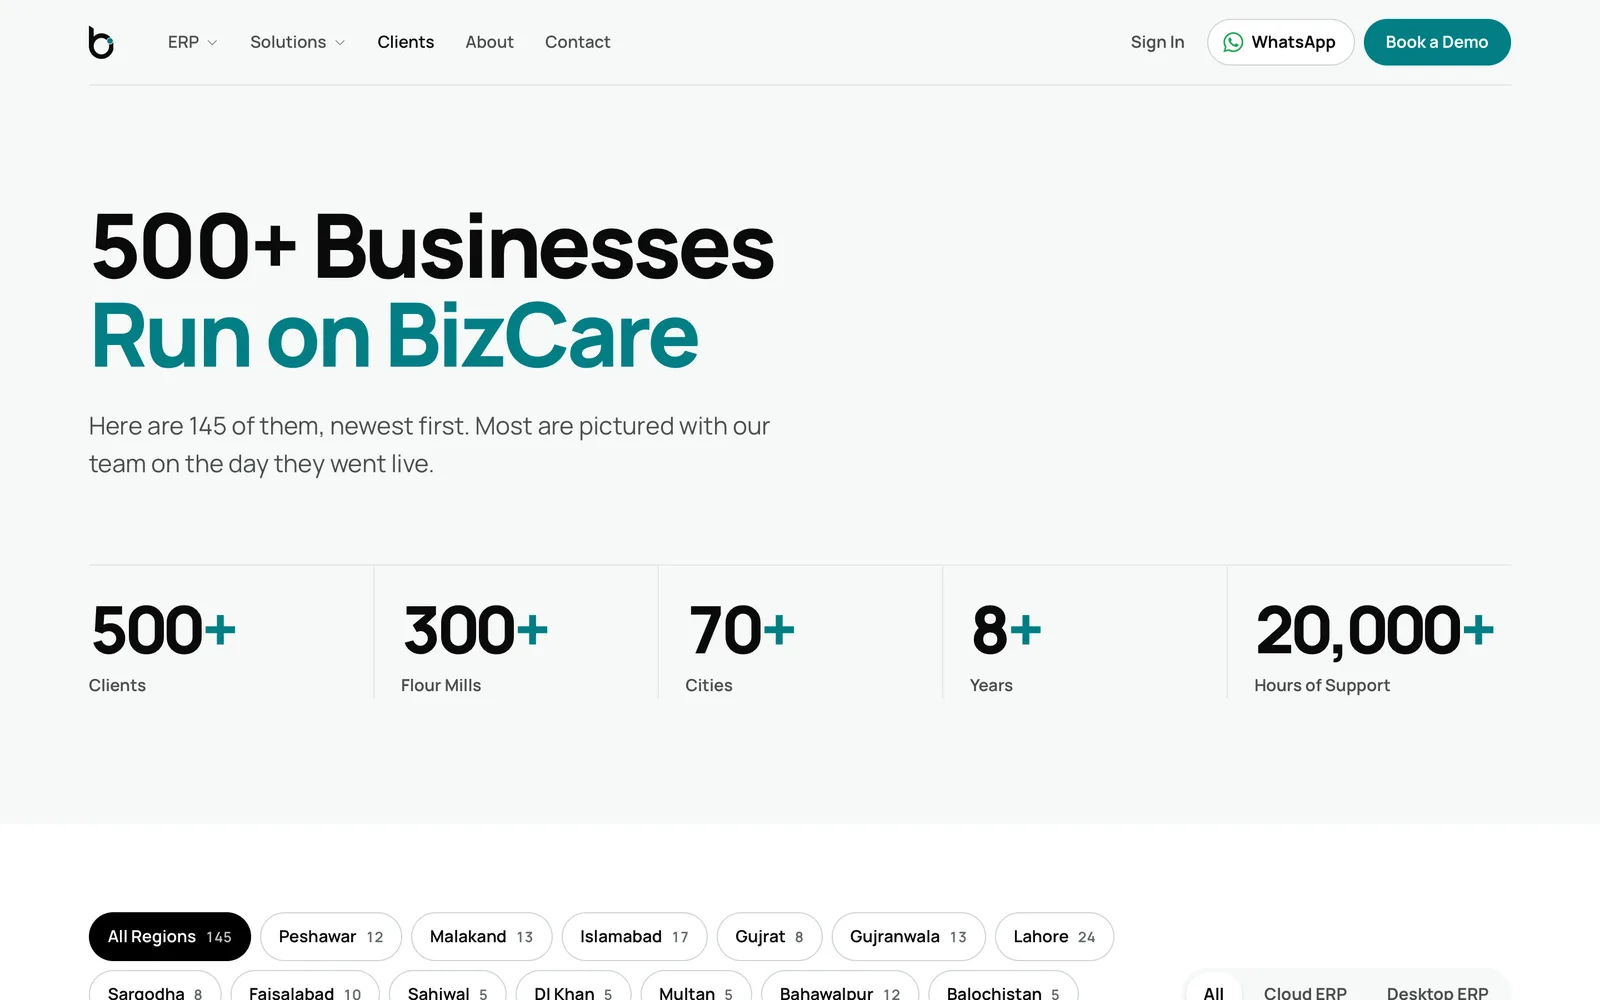 b
ERP
Solutions
Clients
About
Contact
Sign In
WhatsApp
Book a Demo
500+ Businesses
Run on BizCare
Here are 145 of them, newest first. Most are pictured with our
team on the day they went live.
500+
Clients
300+
Flour Mills
70+
Cities
8+
Years
20,000+
Hours of Support
All Regions 145
Peshawar 12
Malakand 13
Islamabad 17
Gujrat 8
Gujranwala 13
Lahore 24
Sargodha 8
Faisalabad 10
Sahiwal 5
DI Khan 5
Multan 5
Bahawalpur 12
Balochistan 5
All
Cloud ERP
Desktop ERP